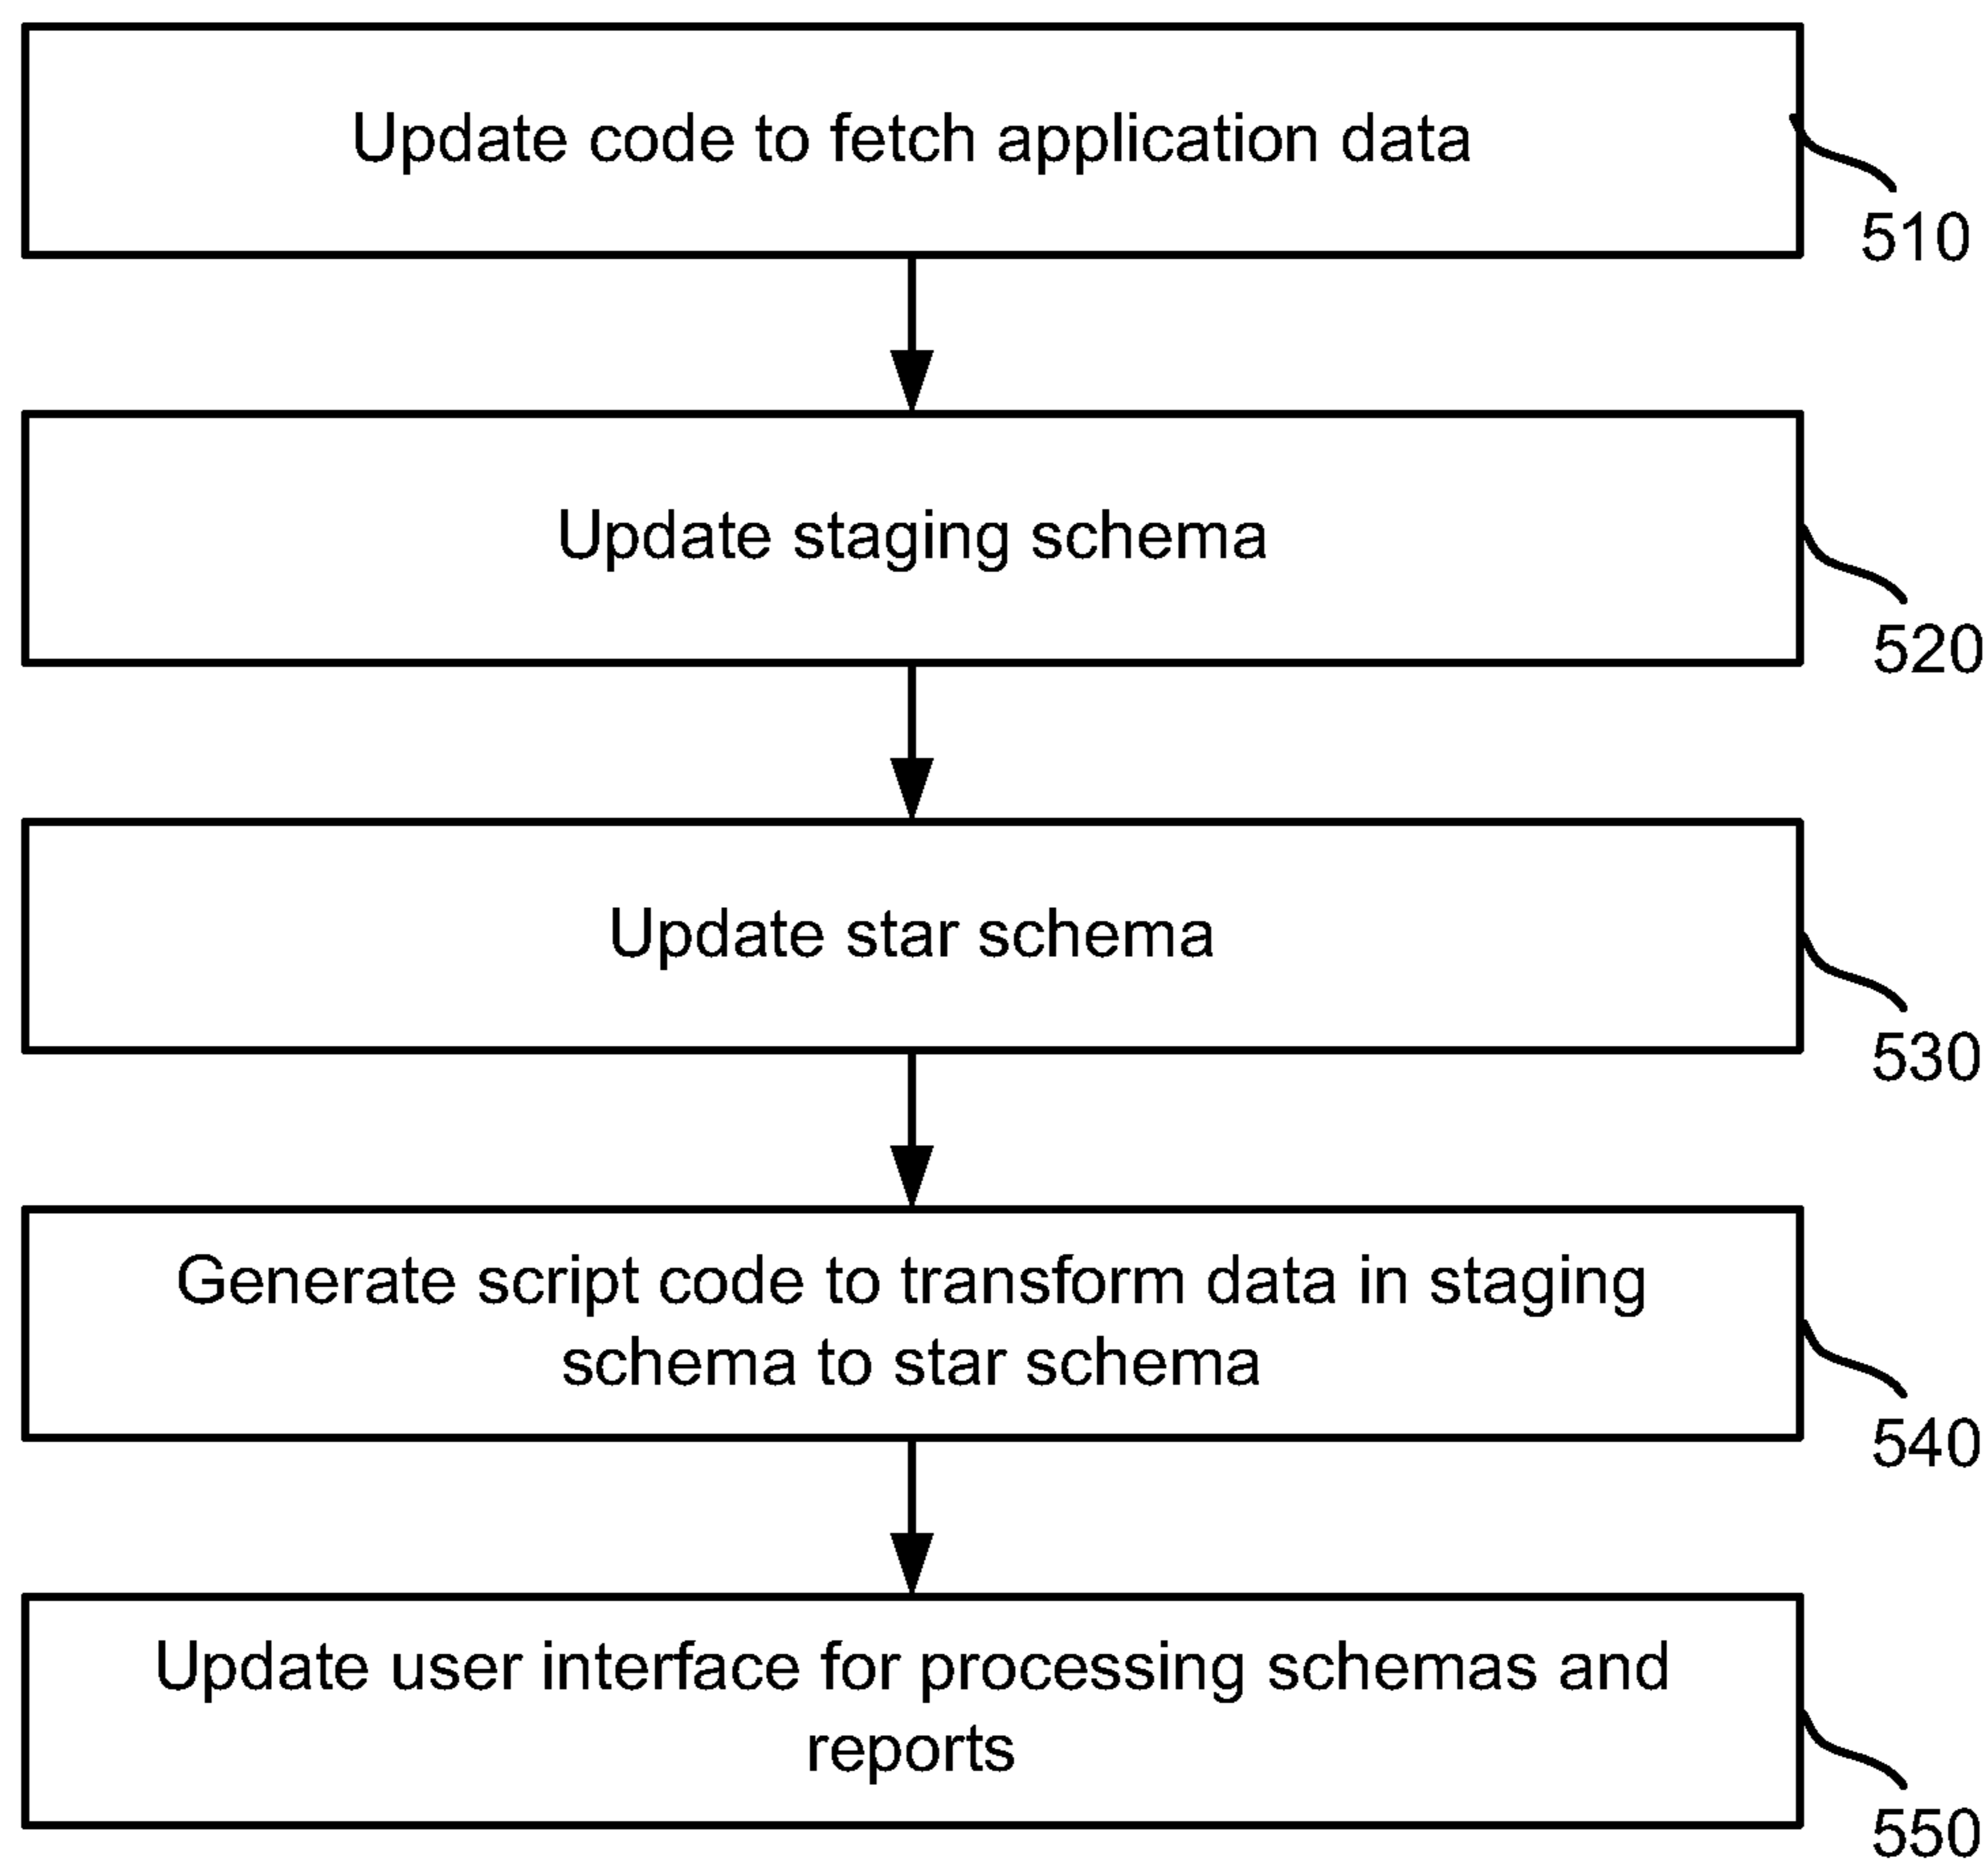 Update code to fetch application data
510
Update staging schema
520
Update star schema
530
Generate script code to transform data in staging
schema to star schema
540
Update user interface for processing schemas and
reports
550